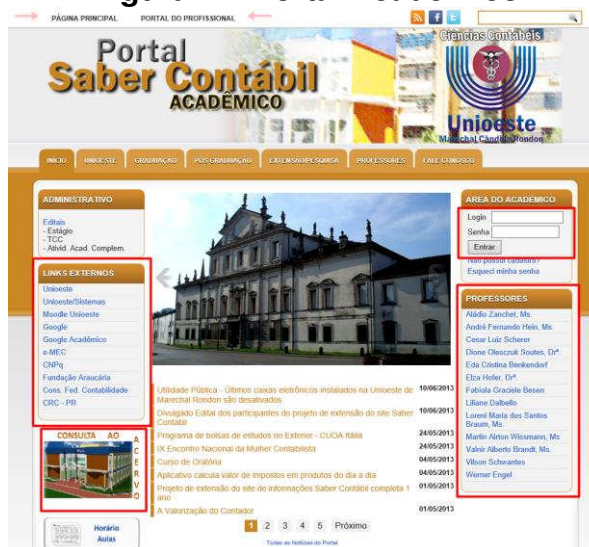 PÁGINA PRINCIPAL PORTAL DO PROFISSIONAL
Portal
Saber Contábil
ACADÊMICO
Ciências Contábeis
Unioeste
Marechal Cândido Rondon
INÍCIO UNIOESTE GRADUAÇÃO PÓS GRADUAÇÃO EXTENSÃO/PESQUISA PROFESSORES FALE CONOSCO
ADMINISTRATIVO
Editais
- Estágio
- TCC
- Ativid. Acad. Complem.
LINKS EXTERNOS
Unioeste
Unioeste/Sistemas
Moodle Unioeste
Google
Google Acadêmico
e-MEC
CNPq
Fundação Araucária
Cons. Fed. Contabilidade
CRC - PR
CONSULTA AO
ACERVO
Horário
Aulas
Utilidade Pública - Últimos caixas eletrônicos instalados na Unioeste de 10/06/2013
Marechal Rondon são desativados
Divulgado Edital dos participantes do projeto de extensão do site Saber 10/06/2013
Contábil
Programa de bolsas de estudos no Exterior - CUOA Itália 24/05/2013
IX Encontro Nacional da Mulher Contabilista 24/05/2013
Curso de Oratória 04/05/2013
Aplicativo calcula valor de impostos em produtos do dia a dia 04/05/2013
Projeto de extensão do site de informações Saber Contábil completa 1 01/05/2013
ano
A Valorização do Contador 01/05/2013
1 2 3 4 5 Próximo
Todas as Notícias do Portal
AREA DO ACADÊMICO
Login
Senha
Entrar
Não possui cadastro?
Esqueci minha senha
PROFESSORES
Aládio Zanchet, Ms.
André Fernando Hein, Ms.
Cesar Luiz Scherer
Dione Olesczuk Soutes, Drª.
Eda Cristina Benkendorf
Elza Hofer, Drª.
Fabiola Graciele Besen
Liliane Dalbello
Loreni Maria dos Santos
Braum, Ms.
Martin Airton Wissmann, Ms
Valnir Alberto Brandt, Ms.
Vilson Schwantes
Werner Engel